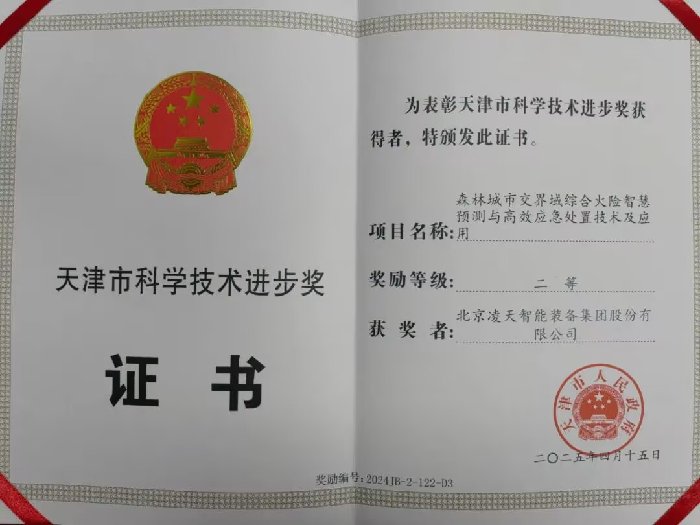 天津市科学技术进步奖
证 书
为表彰天津市科学技术进步奖获
得者，特颁发此证书。
森林城市交界域综合火险智慧
预测与高效应急处置技术及应
项目名称: 用
奖励等级: 二 等
北京凌天智能装备集团股份有
获 奖 者: 限公司
天津市人民政府
二〇二五年四月十五日
奖励编号: 2024JB-2-122-D3